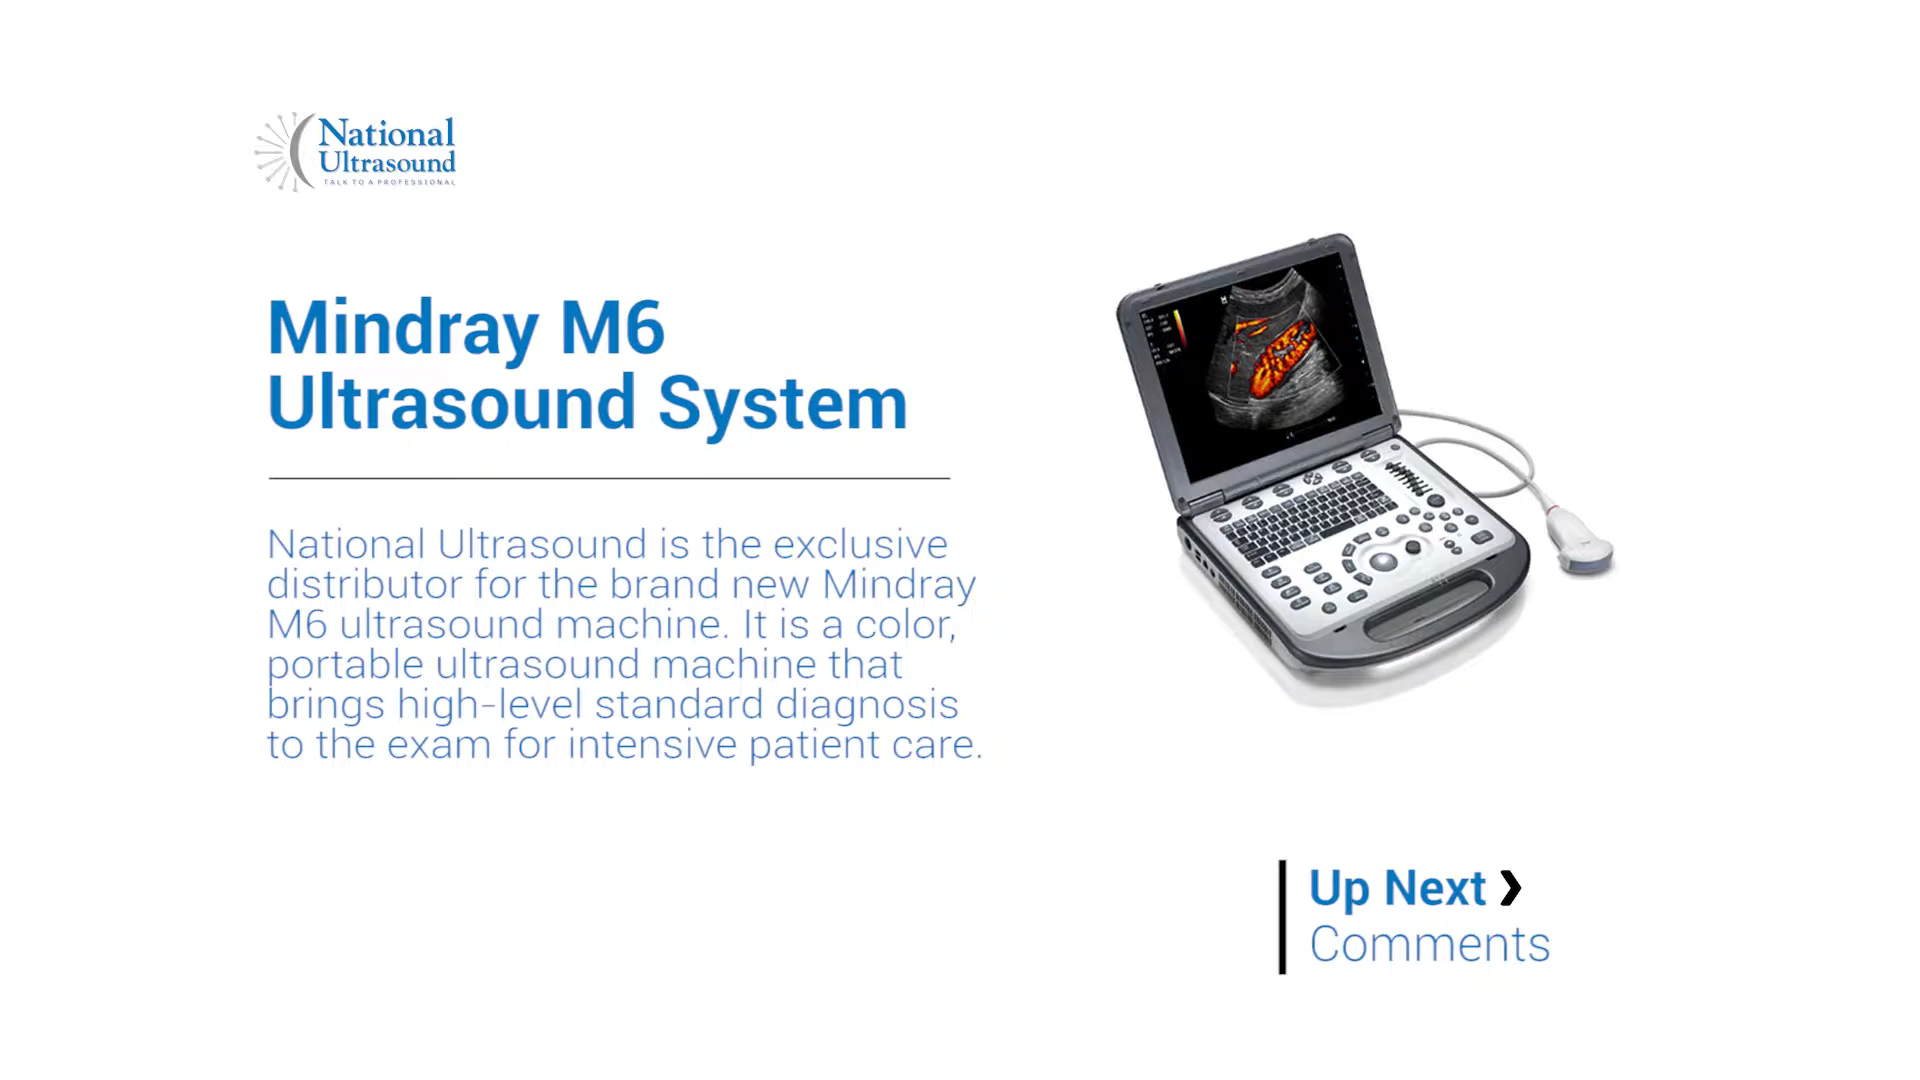 National
Ultrasound
TALK TO A PROFESSIONAL
Mindray M6
Ultrasound System
National Ultrasound is the exclusive
distributor for the brand new Mindray
M6 ultrasound machine. It is a color,
portable ultrasound machine that
brings high-level standard diagnosis
to the exam for intensive patient care.
Up Next ❯
Comments